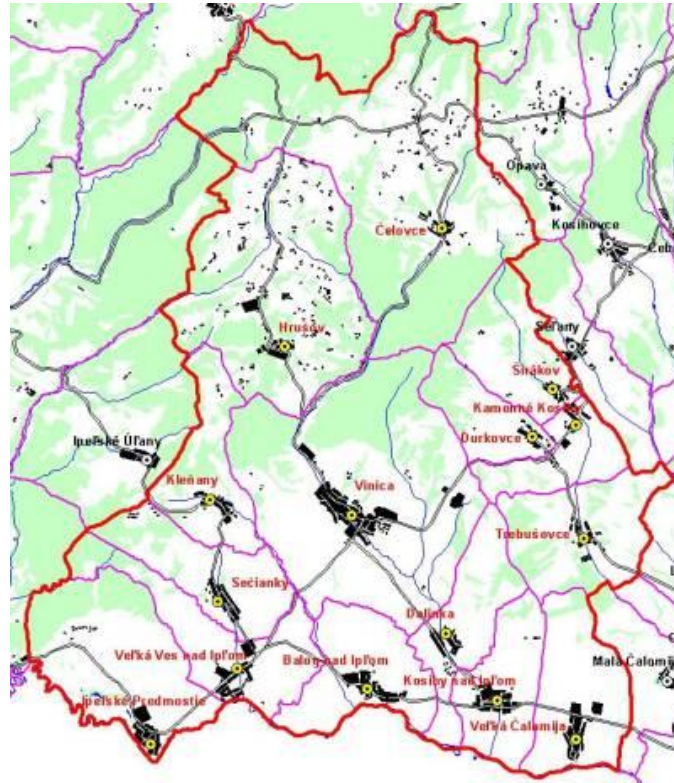 Opava
Čelovce
Kosihovce
Čeb
Seľany
Hrušov
Sirákov
Kamenné Kosihy
Ďurkovce
Ipeľské Úľany
Kleňany
Vinica
Trebušovce
Sečianky
Dolinka
Veľká Ves nad Ipľom
Balog nad Ipľom
Kosihy nad Ipľom
Malá Čalomija
Ipeľské Predmostie
Veľká Čalomija